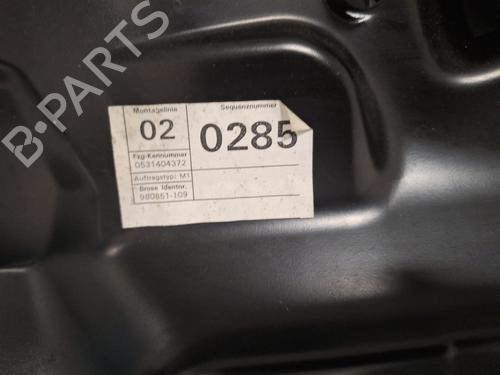 B-PARTS
Montagelinie
02
Sequenznummer
0285
Fzg-Kennummer
0531404372
Auftragstyp: M1
Brose Identnr.
980851-109